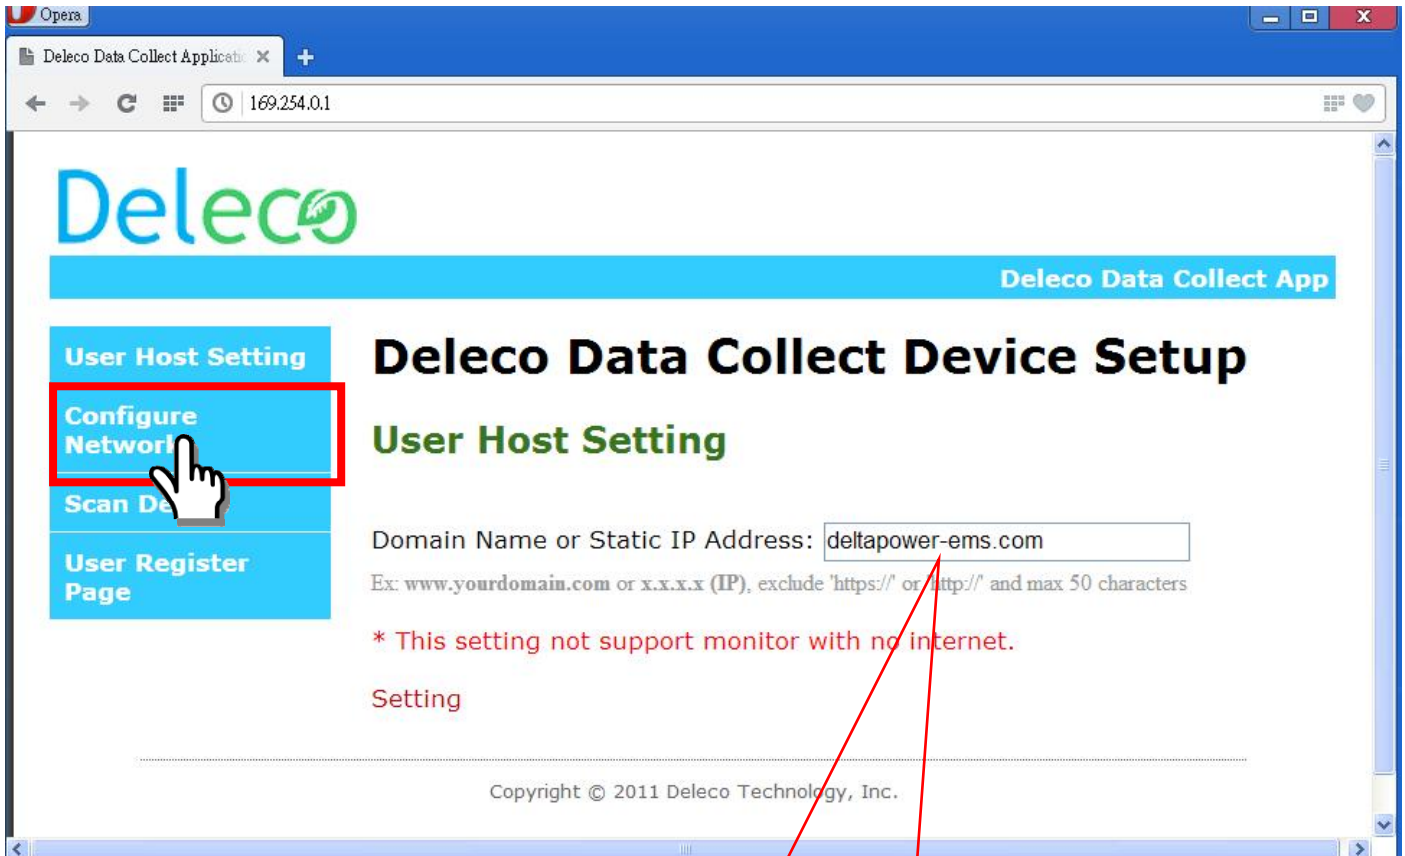 Opera
Deleco Data Collect Applicatio
169.254.0.1
Deleco
Deleco Data Collect App
User Host Setting
Configure
Network
Scan De
User Register
Page
Deleco Data Collect Device Setup
User Host Setting
Domain Name or Static IP Address: deltapower-ems.com
Ex: www.yourdomain.com or x.x.x.x (IP), exclude 'https://' or 'http://' and max 50 characters
* This setting not support monitor with no internet.
Setting
Copyright © 2011 Deleco Technology, Inc.